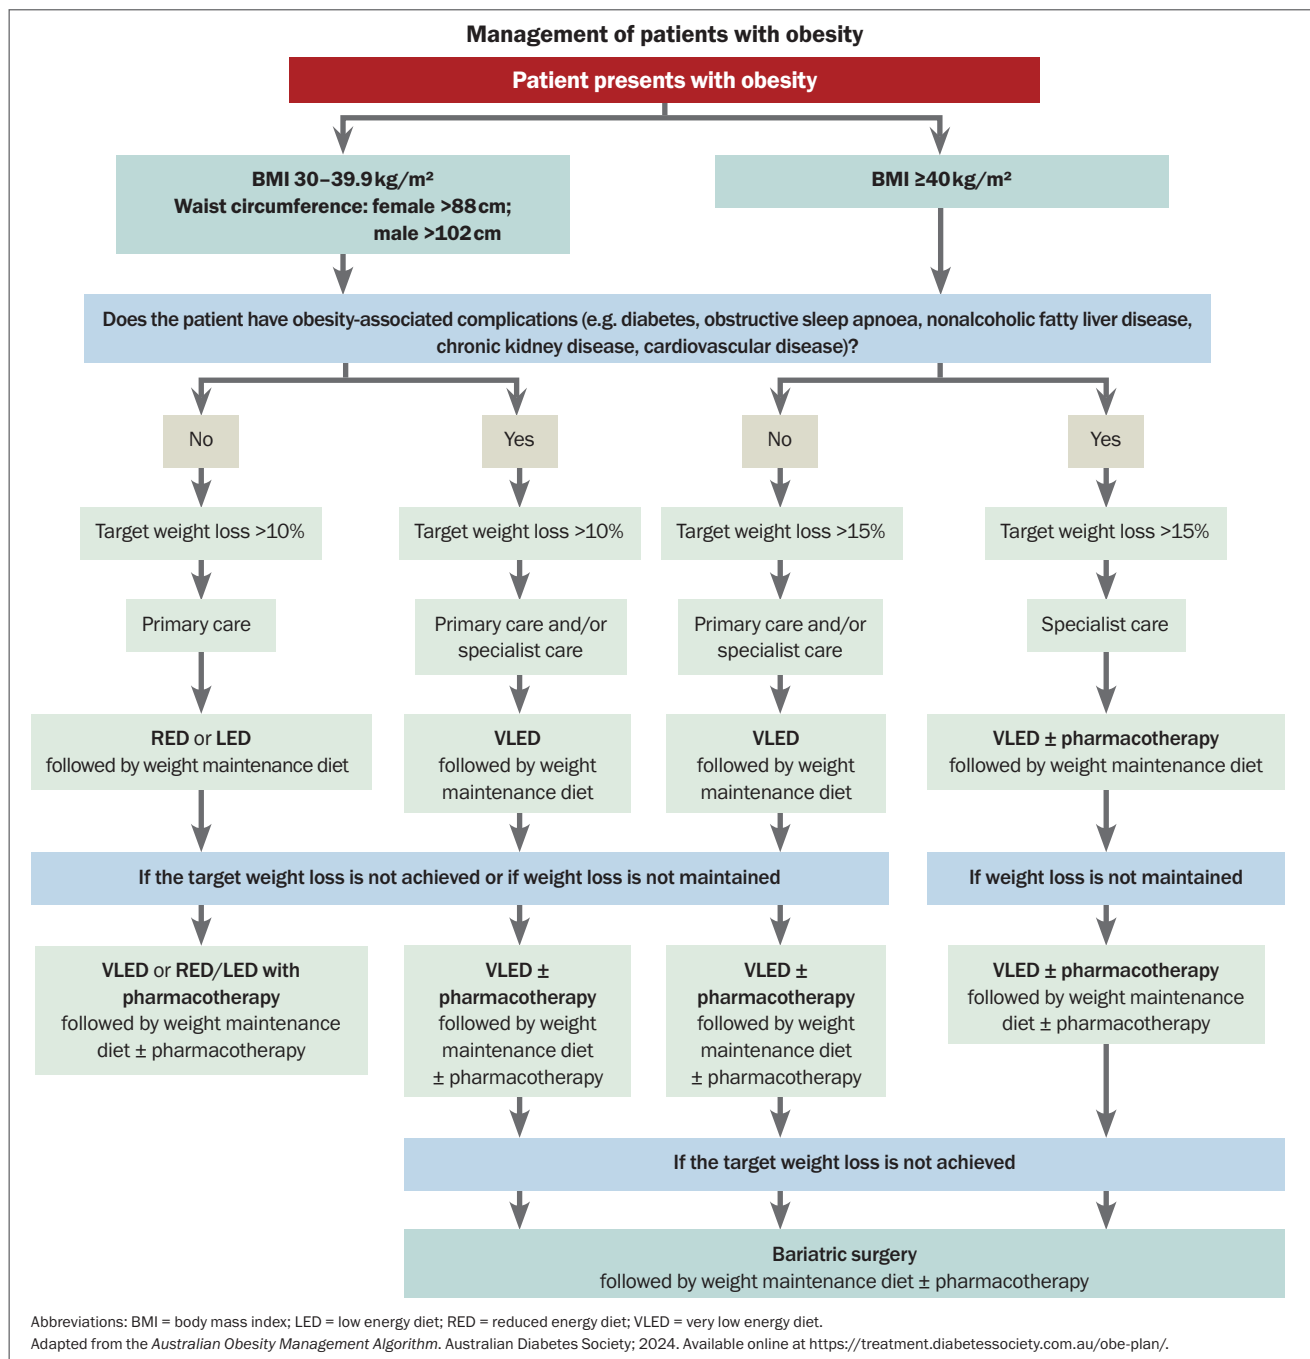 Management of patients with obesity
Patient presents with obesity
BMI 30–39.9 kg/m²
Waist circumference: female >88 cm;
male >102 cm
BMI ≥40 kg/m²
Does the patient have obesity-associated complications (e.g. diabetes, obstructive sleep apnoea, nonalcoholic fatty liver disease,
chronic kidney disease, cardiovascular disease)?
No
Yes
No
Yes
Target weight loss >10%
Target weight loss >10%
Target weight loss >15%
Target weight loss >15%
Primary care
Primary care and/or
specialist care
Primary care and/or
specialist care
Specialist care
RED or LED
followed by weight maintenance diet
VLED
followed by weight
maintenance diet
VLED
followed by weight
maintenance diet
VLED ± pharmacotherapy
followed by weight maintenance diet
If the target weight loss is not achieved or if weight loss is not maintained
If weight loss is not maintained
VLED or RED/LED with
pharmacotherapy
followed by weight maintenance
diet ± pharmacotherapy
VLED ±
pharmacotherapy
followed by weight
maintenance diet
± pharmacotherapy
VLED ±
pharmacotherapy
followed by weight
maintenance diet
± pharmacotherapy
VLED ± pharmacotherapy
followed by weight maintenance
diet ± pharmacotherapy
If the target weight loss is not achieved
Bariatric surgery
followed by weight maintenance diet ± pharmacotherapy
Abbreviations: BMI = body mass index; LED = low energy diet; RED = reduced energy diet; VLED = very low energy diet.
Adapted from the Australian Obesity Management Algorithm. Australian Diabetes Society; 2024. Available online at https://treatment.diabetessociety.com.au/obe-plan/.